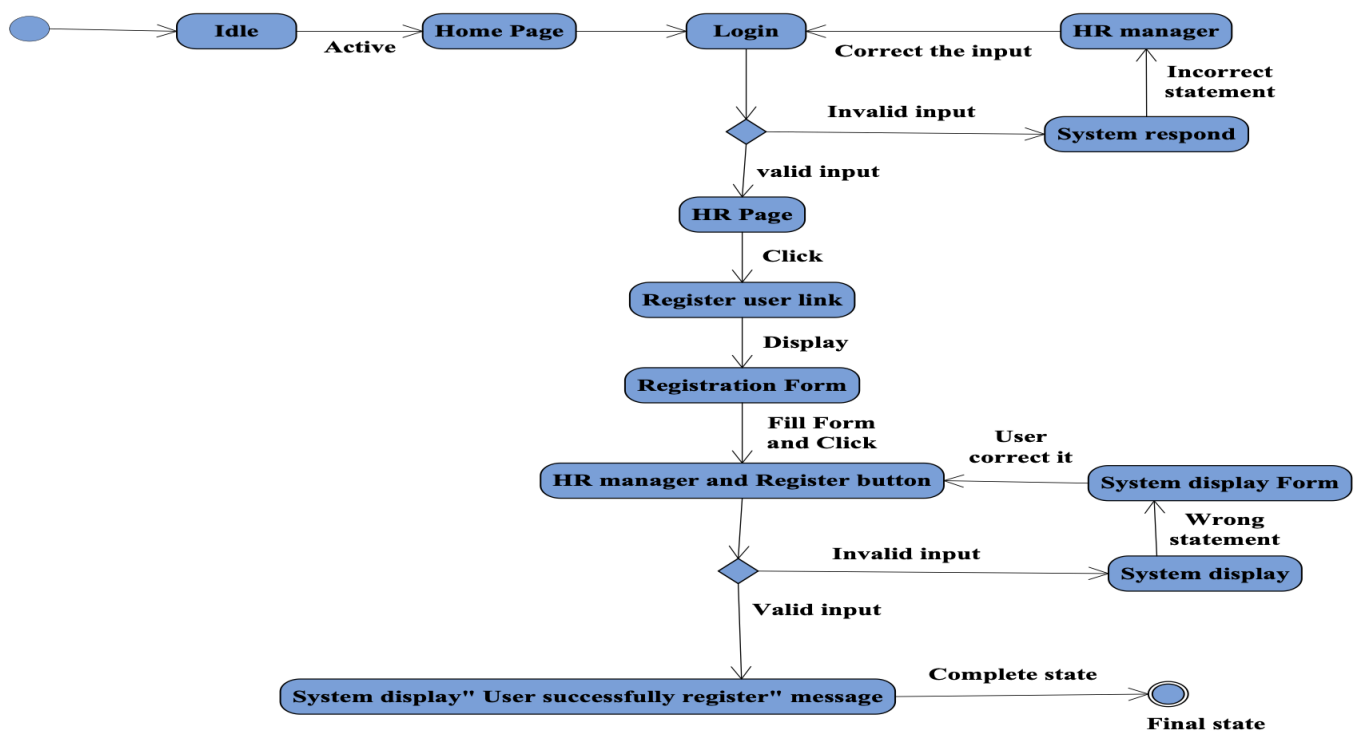 Idle
Active
Home Page
Login
Correct the input
HR manager
Incorrect
statement
Invalid input
System respond
valid input
HR Page
Click
Register user link
Display
Registration Form
Fill Form
and Click
User
correct it
HR manager and Register button
System display Form
Wrong
statement
Invalid input
System display
Valid input
System display" User successfully register" message
Complete state
Final state